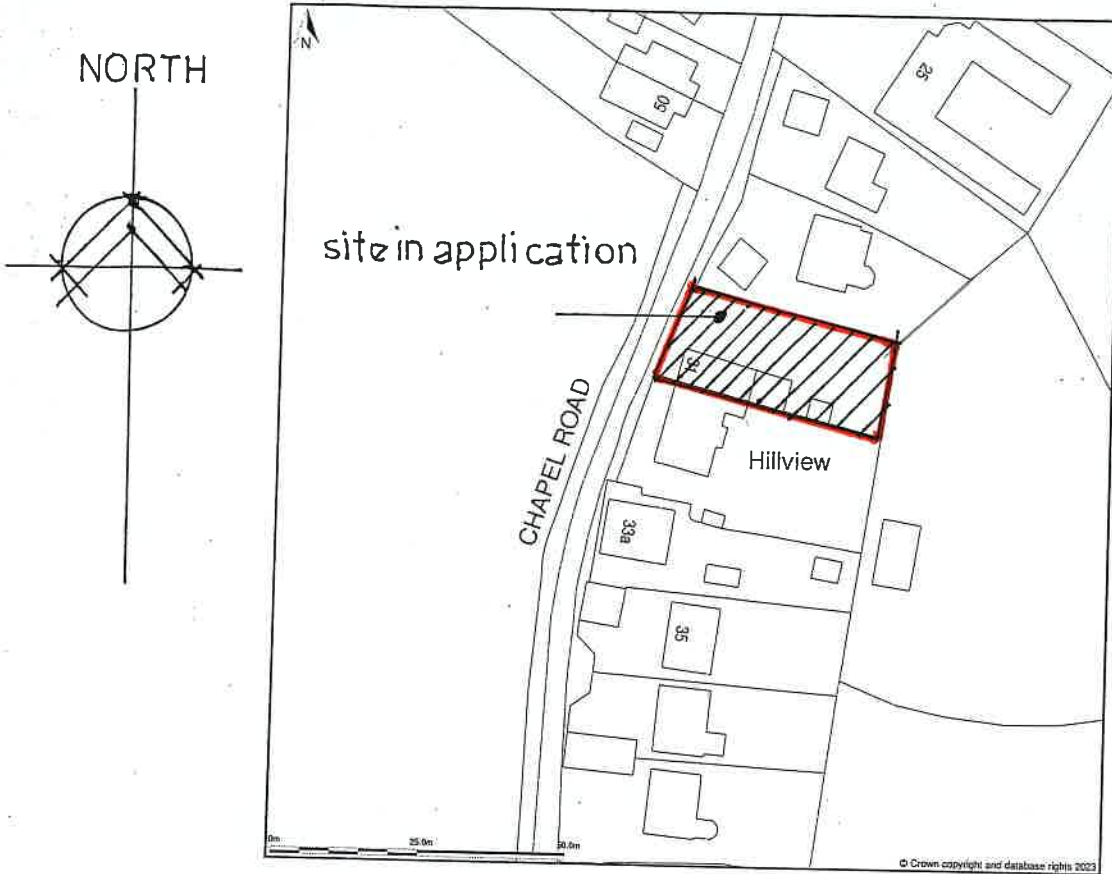 NORTH
N
50
25
site in application
31
CHAPEL ROAD
Hillview
33a
35
0m
25.0m
50.0m
© Crown copyright and database rights 2023